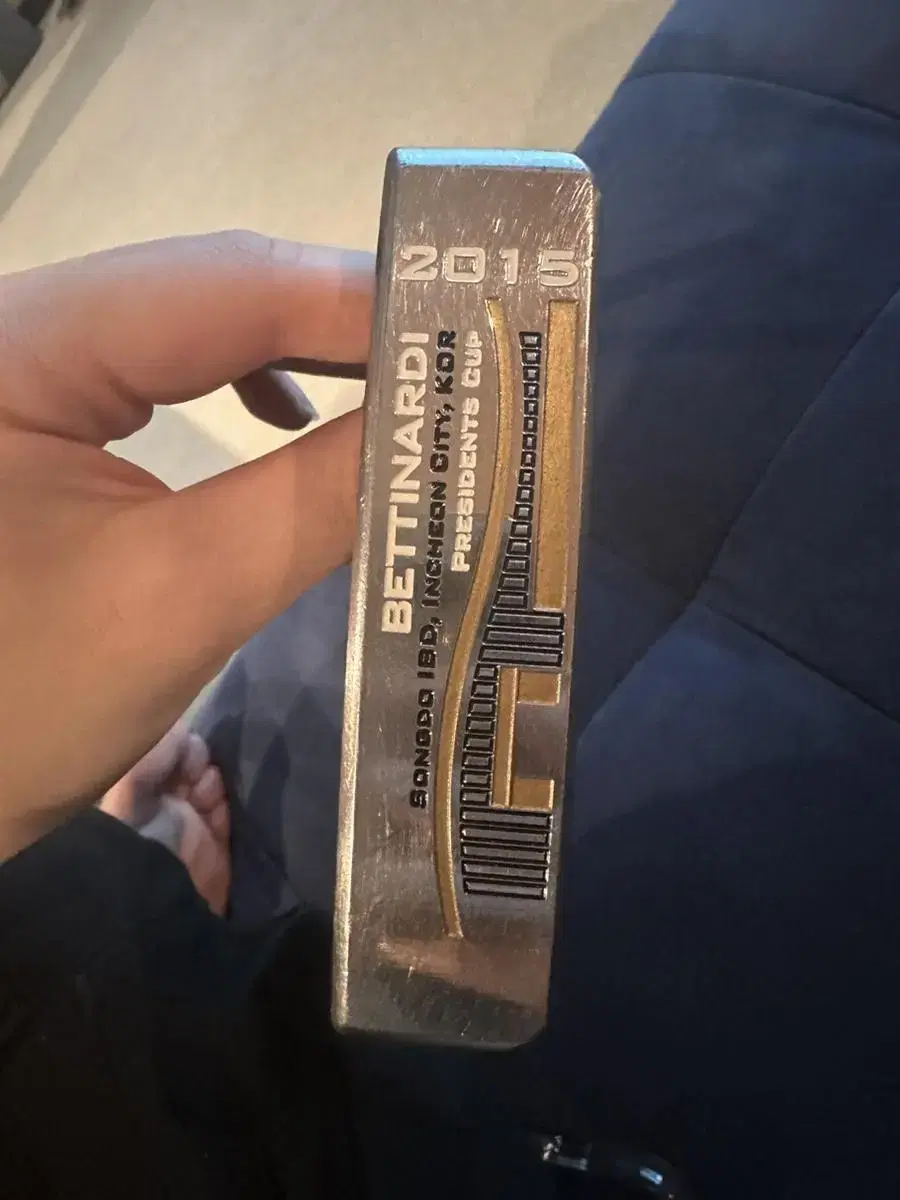 2015
BETTINARDI
SONGDO IBD, INCHEON CITY, KOR
PRESIDENTS CUP